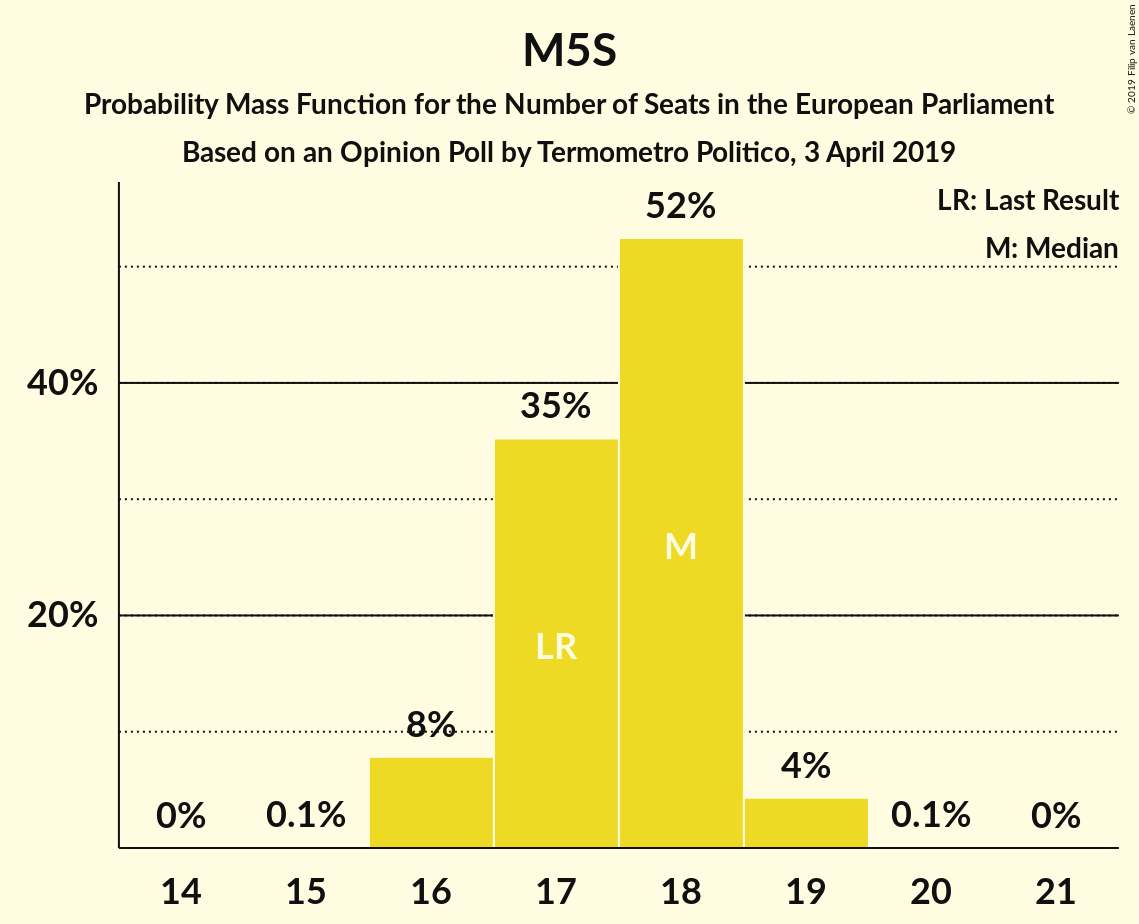 M5S
Probability Mass Function for the Number of Seats in the European Parliament
Based on an Opinion Poll by Termometro Politico, 3 April 2019
© 2019 Filip van Laenen
LR: Last Result
M: Median
52%
40%
35%
M
20%
LR
8%
4%
0%
0.1%
0.1%
0%
14 15 16 17 18 19 20 21